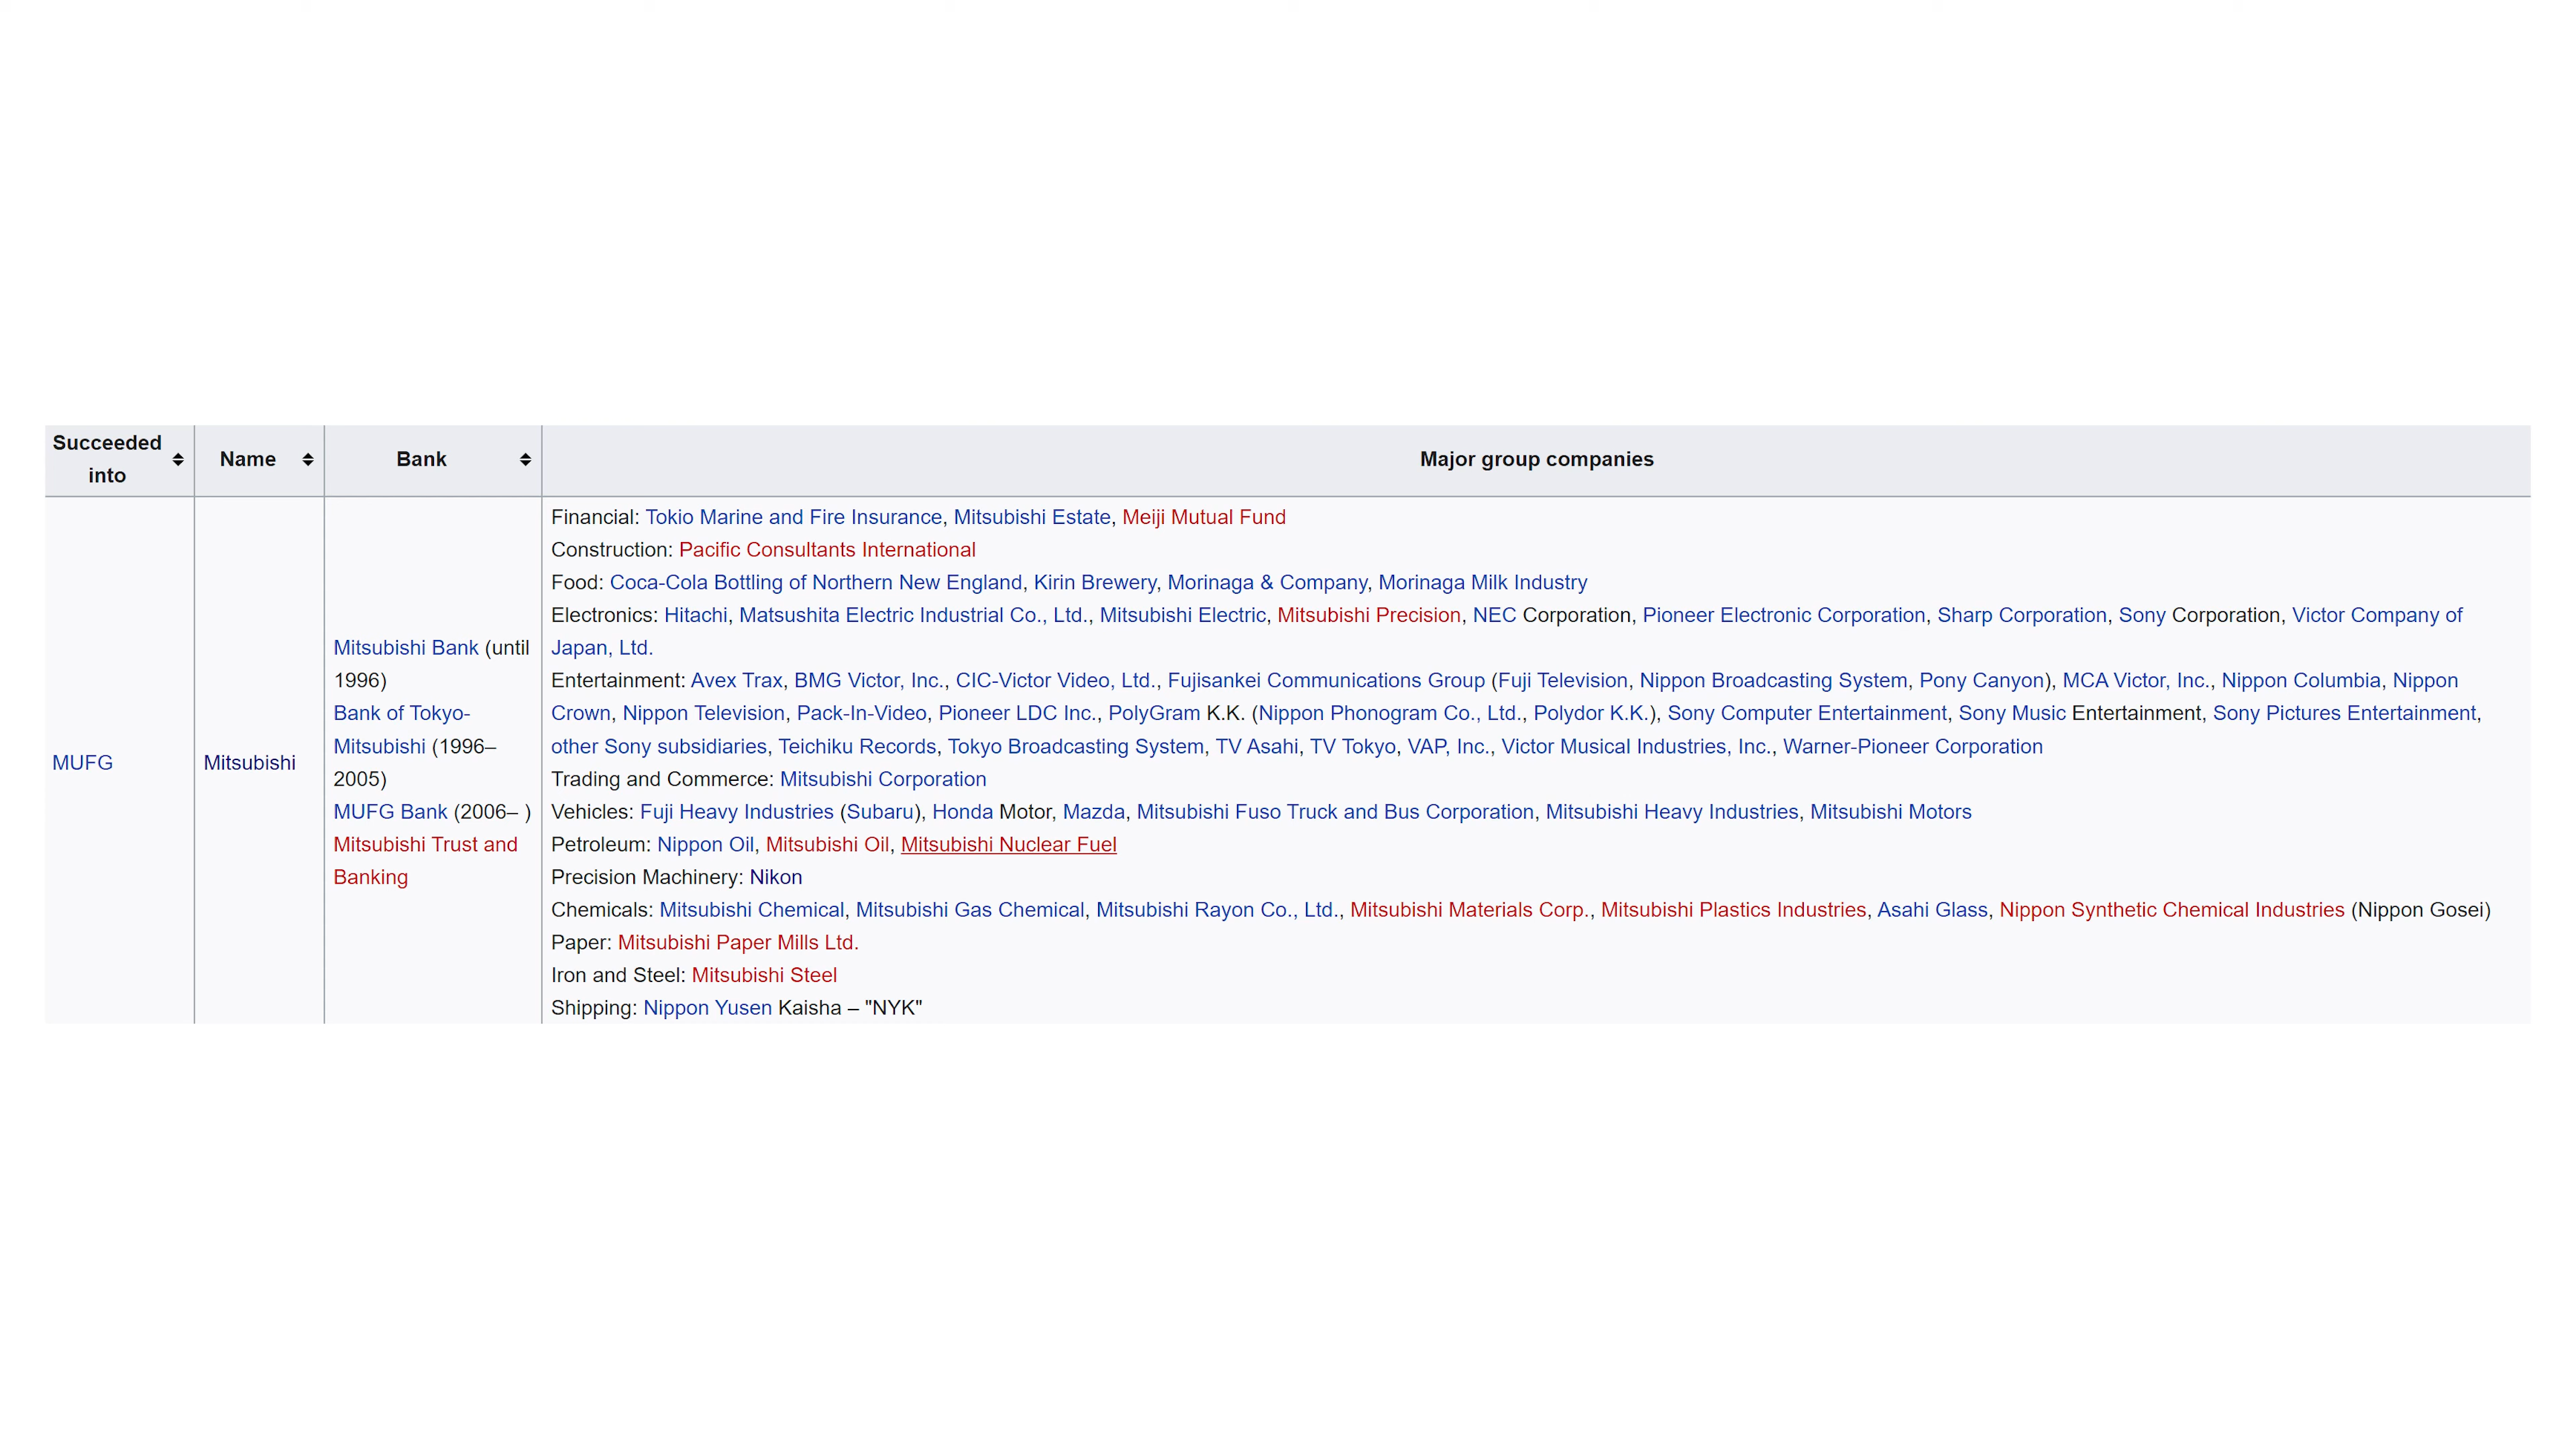 Succeeded
into
Name
Bank
Major group companies
MUFG
Mitsubishi
Mitsubishi Bank (until
1996)
Bank of Tokyo-
Mitsubishi (1996–
2005)
MUFG Bank (2006– )
Mitsubishi Trust and
Banking
Financial: Tokio Marine and Fire Insurance, Mitsubishi Estate, Meiji Mutual Fund
Construction: Pacific Consultants International
Food: Coca-Cola Bottling of Northern New England, Kirin Brewery, Morinaga & Company, Morinaga Milk Industry
Electronics: Hitachi, Matsushita Electric Industrial Co., Ltd., Mitsubishi Electric, Mitsubishi Precision, NEC Corporation, Pioneer Electronic Corporation, Sharp Corporation, Sony Corporation, Victor Company of
Japan, Ltd.
Entertainment: Avex Trax, BMG Victor, Inc., CIC-Victor Video, Ltd., Fujisankei Communications Group (Fuji Television, Nippon Broadcasting System, Pony Canyon), MCA Victor, Inc., Nippon Columbia, Nippon
Crown, Nippon Television, Pack-In-Video, Pioneer LDC Inc., PolyGram K.K. (Nippon Phonogram Co., Ltd., Polydor K.K.), Sony Computer Entertainment, Sony Music Entertainment, Sony Pictures Entertainment,
other Sony subsidiaries, Teichiku Records, Tokyo Broadcasting System, TV Asahi, TV Tokyo, VAP, Inc., Victor Musical Industries, Inc., Warner-Pioneer Corporation
Trading and Commerce: Mitsubishi Corporation
Vehicles: Fuji Heavy Industries (Subaru), Honda Motor, Mazda, Mitsubishi Fuso Truck and Bus Corporation, Mitsubishi Heavy Industries, Mitsubishi Motors
Petroleum: Nippon Oil, Mitsubishi Oil, Mitsubishi Nuclear Fuel
Precision Machinery: Nikon
Chemicals: Mitsubishi Chemical, Mitsubishi Gas Chemical, Mitsubishi Rayon Co., Ltd., Mitsubishi Materials Corp., Mitsubishi Plastics Industries, Asahi Glass, Nippon Synthetic Chemical Industries (Nippon Gosei)
Paper: Mitsubishi Paper Mills Ltd.
Iron and Steel: Mitsubishi Steel
Shipping: Nippon Yusen Kaisha – "NYK"